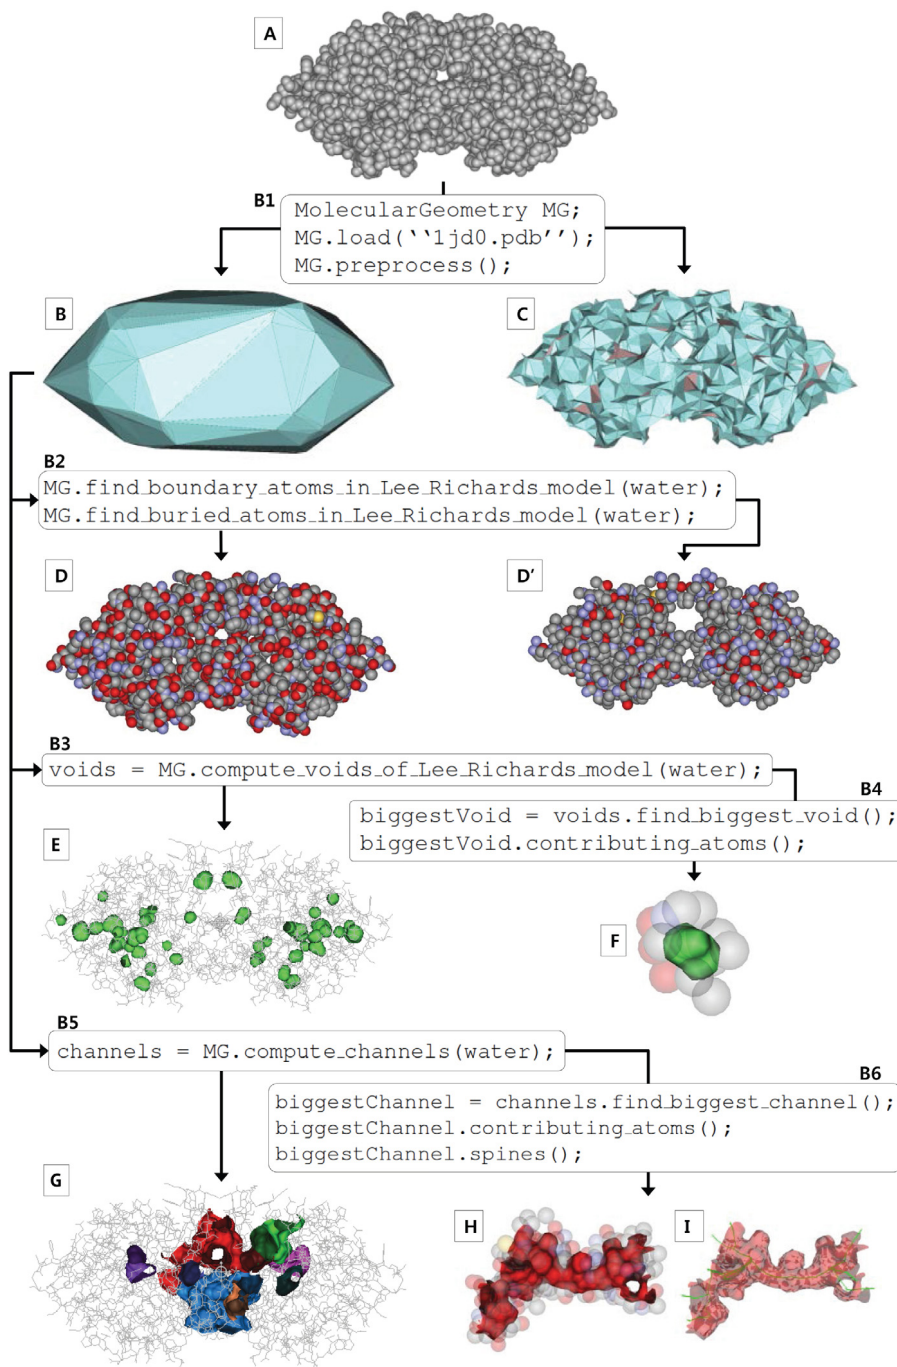 A
B1
MolecularGeometry MG;
MG.load(‘‘1jd0.pdb’’);
MG.preprocess();
B
C
B2
MG.find_boundary_atoms_in_Lee_Richards_model(water);
MG.find_buried_atoms_in_Lee_Richards_model(water);
D
D’
B3
voids = MG.compute_voids_of_Lee_Richards_model(water);
B4
biggestVoid = voids.find_biggest_void();
biggestVoid.contributing_atoms();
E
F
B5
channels = MG.compute_channels(water);
B6
biggestChannel = channels.find_biggest_channel();
biggestChannel.contributing_atoms();
biggestChannel.spines();
G
H
I